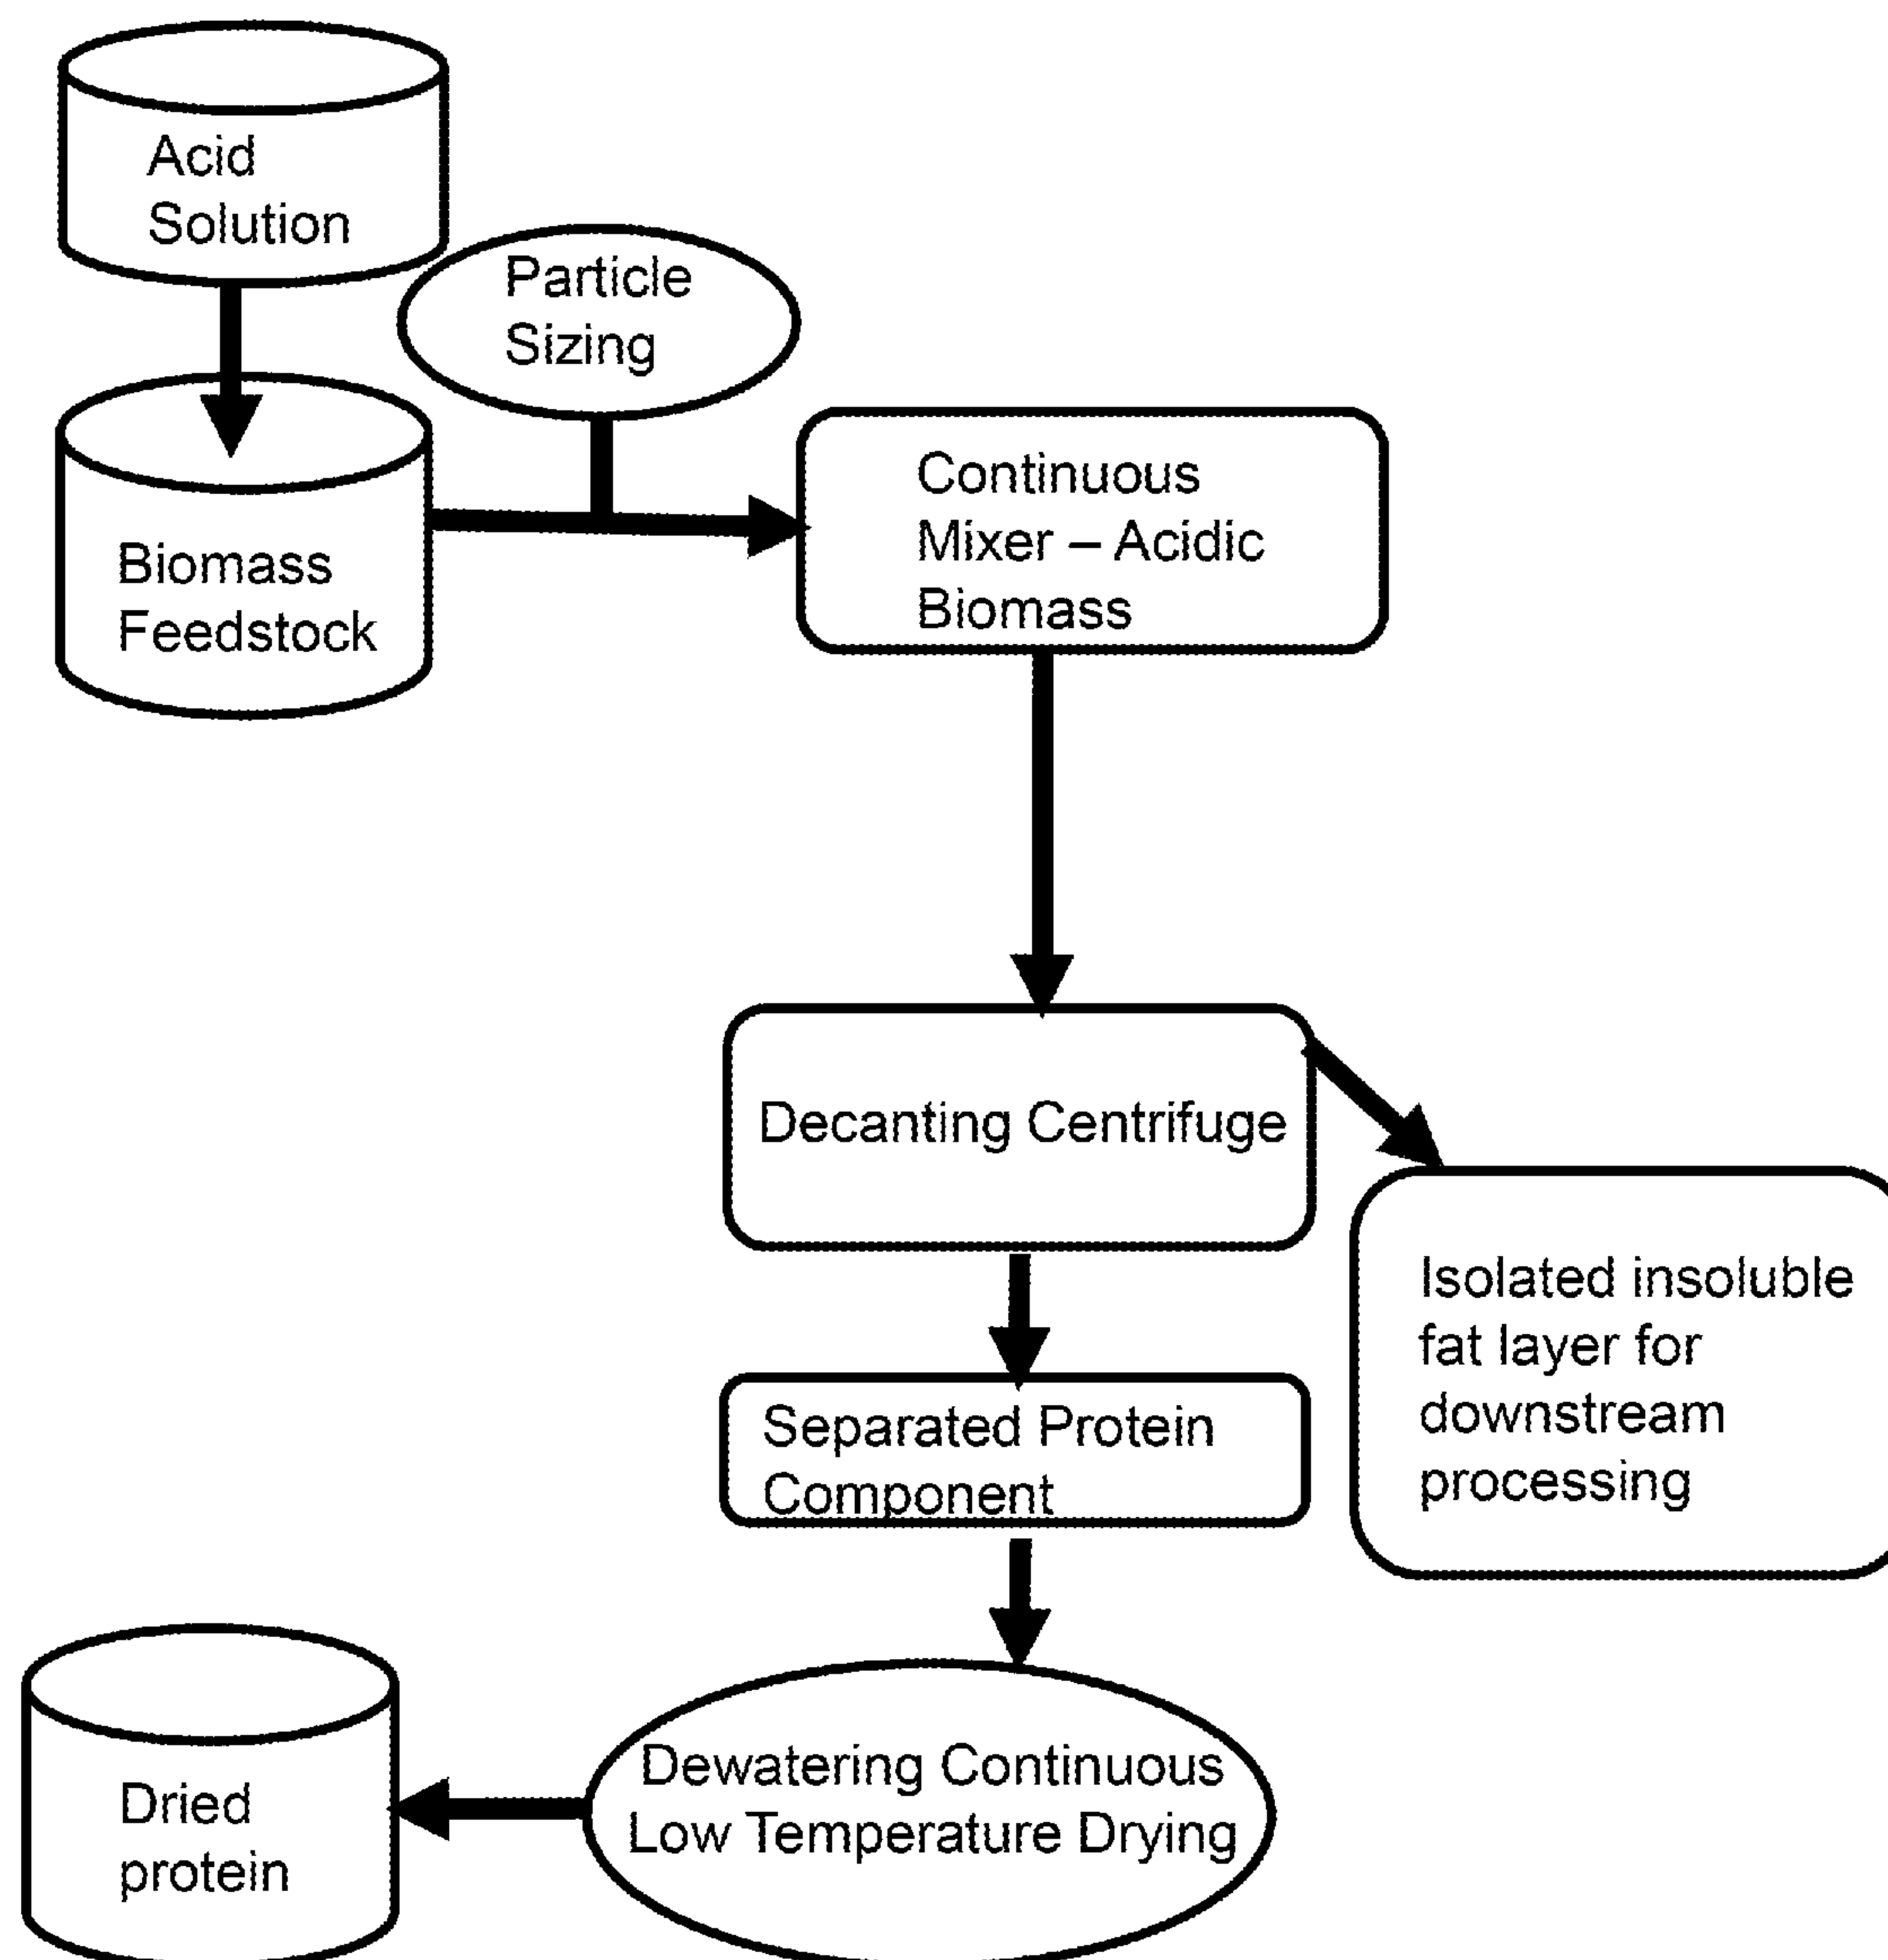 Acid
Solution
Particle
Sizing
Biomass
Feedstock
Continuous
Mixer – Acidic
Biomass
Decanting Centrifuge
Isolated insoluble
fat layer for
downstream
processing
Separated Protein
Component
Dewatering Continuous
Low Temperature Drying
Dried
protein